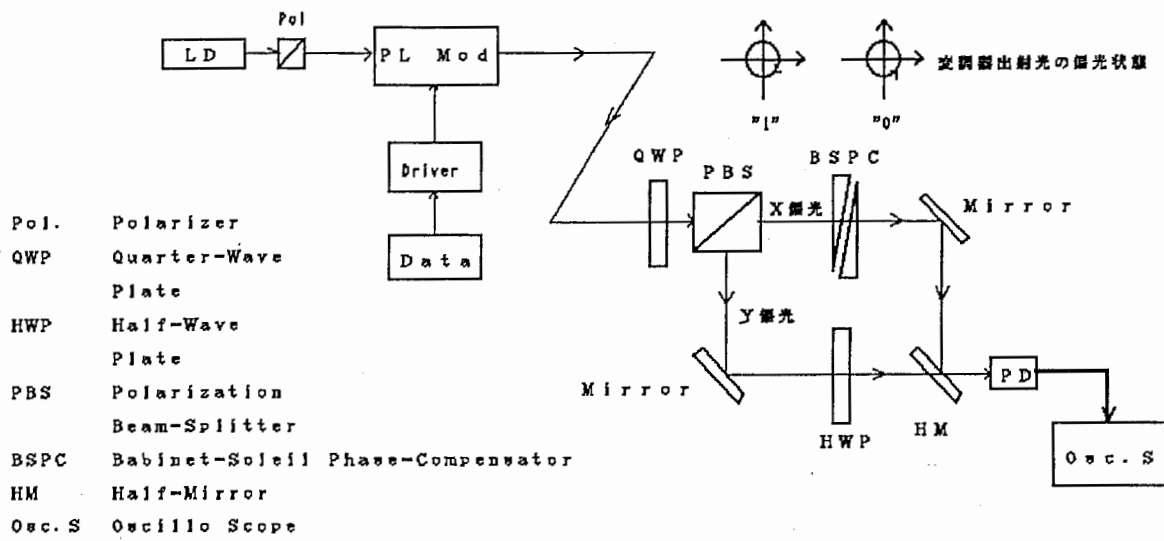 Pol
LD
PL Mod
変調器出射光の偏光状態
"1"
"0"
Driver
QWP
PBS
BSPC
X偏光
Mirror
Data
Y偏光
Mirror
HWP
HM
PD
Osc.S
Pol. Polarizer
QWP Quarter-Wave
Plate
HWP Half-Wave
Plate
PBS Polarization
Beam-Splitter
BSPC Babinet-Soleil Phase-Compensator
HM Half-Mirror
Osc.S Oscillo Scope